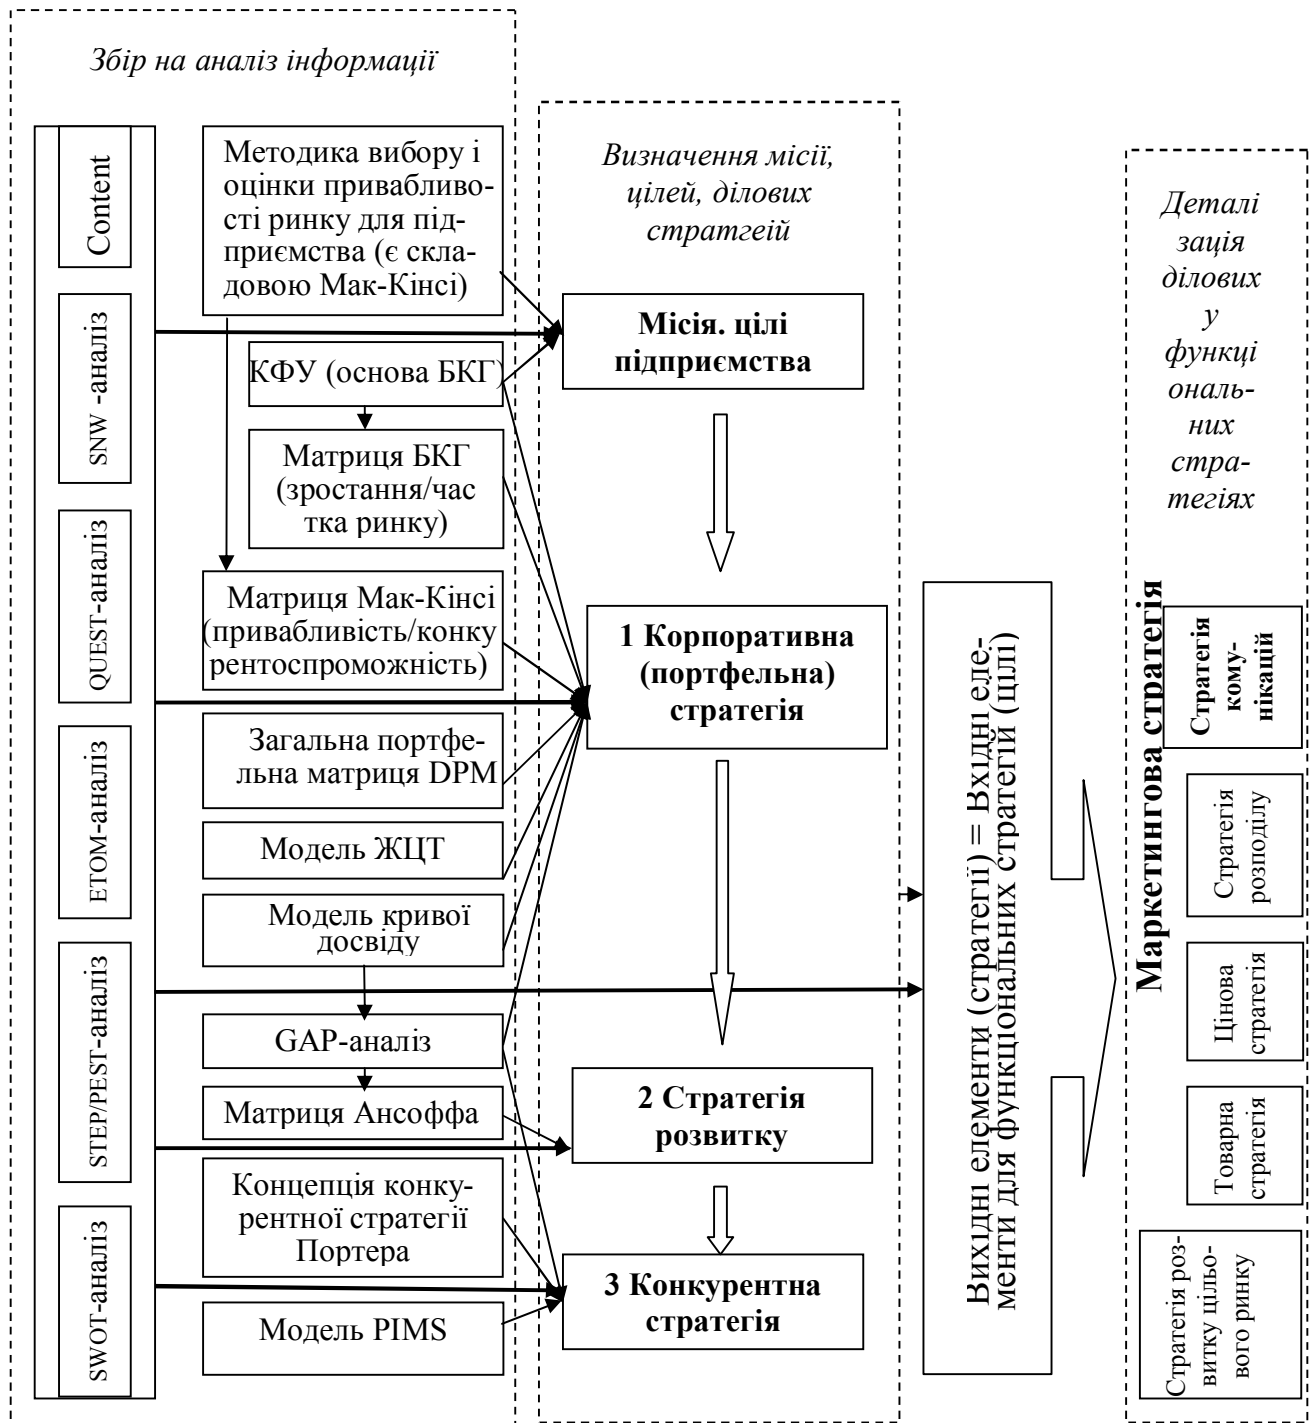 Збір на аналіз інформації
Content
SNW -аналіз
QUEST-аналіз
ETOM-аналіз
STEP/PEST-аналіз
SWOT-аналіз
Методика вибору і
оцінки привабливо-
сті ринку для під-
приємства (є скла-
довою Мак-Кінсі)
КФУ (основа БКГ)
Матриця БКГ
(зростання/час
тка ринку)
Матриця Мак-Кінсі
(привабливість/конку
рентоспроможність)
Загальна портфе-
льна матриця DPM
Модель ЖЦТ
Модель кривої
досвіду
GAP-аналіз
Матриця Ансоффа
Концепція конку-
рентної стратегії
Портера
Модель PIMS
Визначення місії,
цілей, ділових
стратгеій
Місія. цілі
підприємства
1 Корпоративна
(портфельна)
стратегія
2 Стратегія
розвитку
3 Конкурентна
стратегія
Вихідні елементи (стратегії) = Вхідні еле-
менти для функціональних стратегій (цілі)
Деталі
зація
ділових
у
функці
ональ-
них
стра-
тегіях
Маркетингова стратегія
Стратегія
кому-
нікацій
Стратегія
розподілу
Цінова
стратегія
Товарна
стратегія
Стратегія роз-
витку цільо-
вого ринку